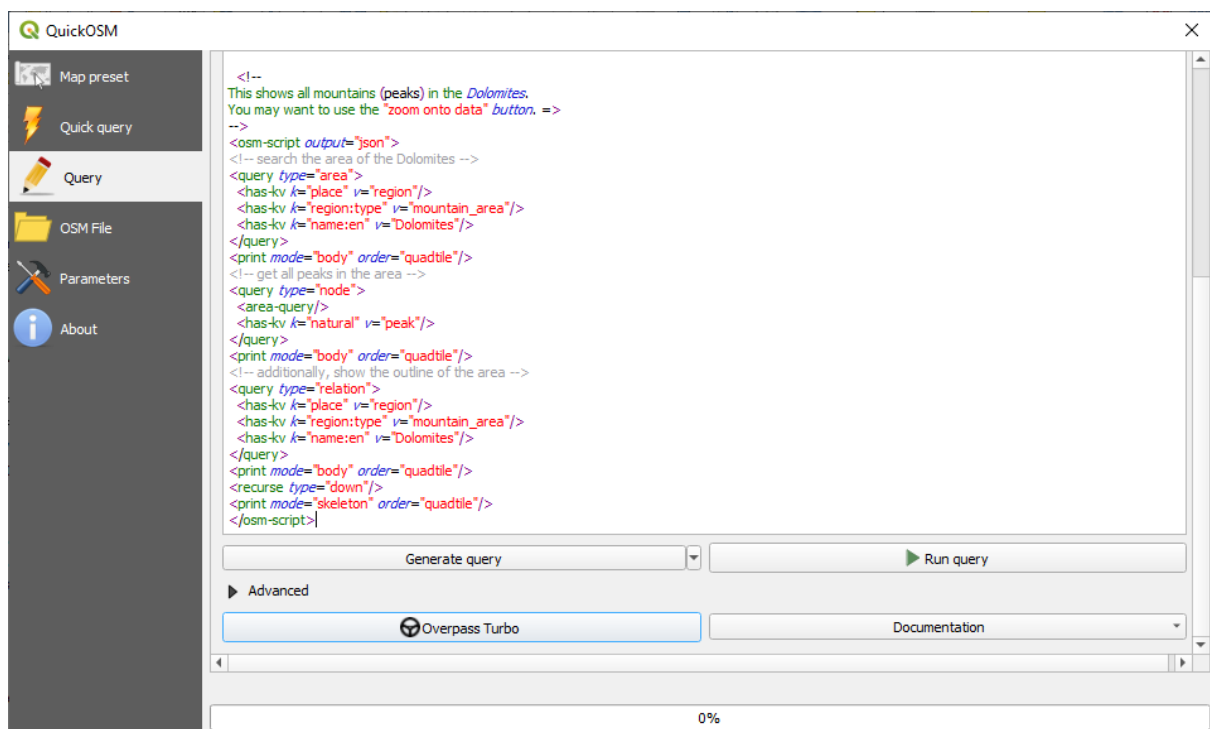 QuickOSM
Map preset
Quick query
Query
OSM File
Parameters
About
<!--
This shows all mountains (peaks) in the Dolomites.
You may want to use the "zoom onto data" button. =>
-->
<osm-script output="json">
<!-- search the area of the Dolomites -->
<query type="area">
<has-kv k="place" v="region"/>
<has-kv k="region:type" v="mountain_area"/>
<has-kv k="name:en" v="Dolomites"/>
</query>
<print mode="body" order="quadtile"/>
<!-- get all peaks in the area -->
<query type="node">
<area-query/>
<has-kv k="natural" v="peak"/>
</query>
<print mode="body" order="quadtile"/>
<!-- additionally, show the outline of the area -->
<query type="relation">
<has-kv k="place" v="region"/>
<has-kv k="region:type" v="mountain_area"/>
<has-kv k="name:en" v="Dolomites"/>
</query>
<print mode="body" order="quadtile"/>
<recurse type="down"/>
<print mode="skeleton" order="quadtile"/>
</osm-script>
Generate query
Run query
Advanced
Overpass Turbo
Documentation
0%